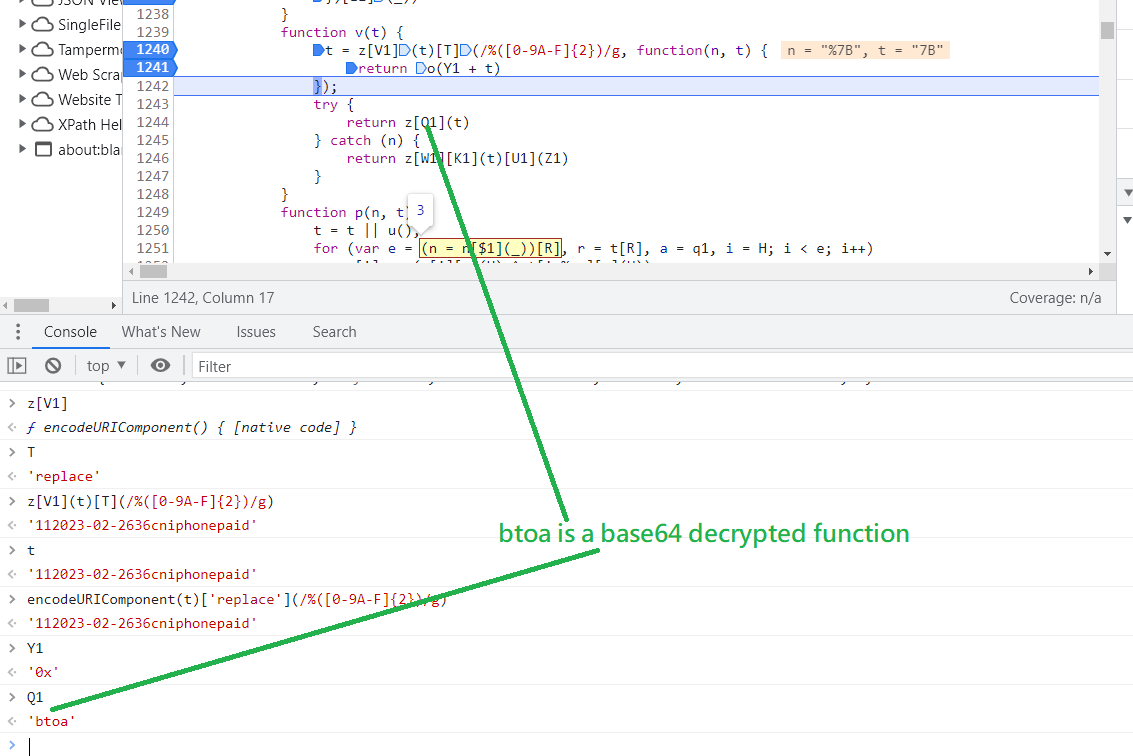 JSON View
1238 }
SingleFile
1239 function v(t) {
Tampermo
1240 t = z[V1](t)[T](/%([0-9A-F]{2})/g, function(n, t) { n = "%7B", t = "7B"
Web Scrap
1241 return o(Y1 + t)
Website T
1242 });
1243 try {
XPath Hel
1244 return z[Q1](t)
about:blan
1245 } catch (n) {
1246 return z[W1][K1](t)[U1](Z1)
1247 }
1248 }
1249 function p(n, t)
3
1250 t = t || u();
1251 for (var e = (n = n[$1](_))[R], r = t[R], a = q1, i = H; i < e; i++)
Line 1242, Column 17 Coverage: n/a
Console What's New Issues Search
top Filter
z[V1]
ƒ encodeURIComponent() { [native code] }
T
'replace'
z[V1](t)[T](/%([0-9A-F]{2})/g)
'112023-02-2636cniphonepaid'
btoa is a base64 decrypted function
t
'112023-02-2636cniphonepaid'
encodeURIComponent(t)['replace'](/%([0-9A-F]{2})/g)
'112023-02-2636cniphonepaid'
Y1
'0x'
Q1
'btoa'